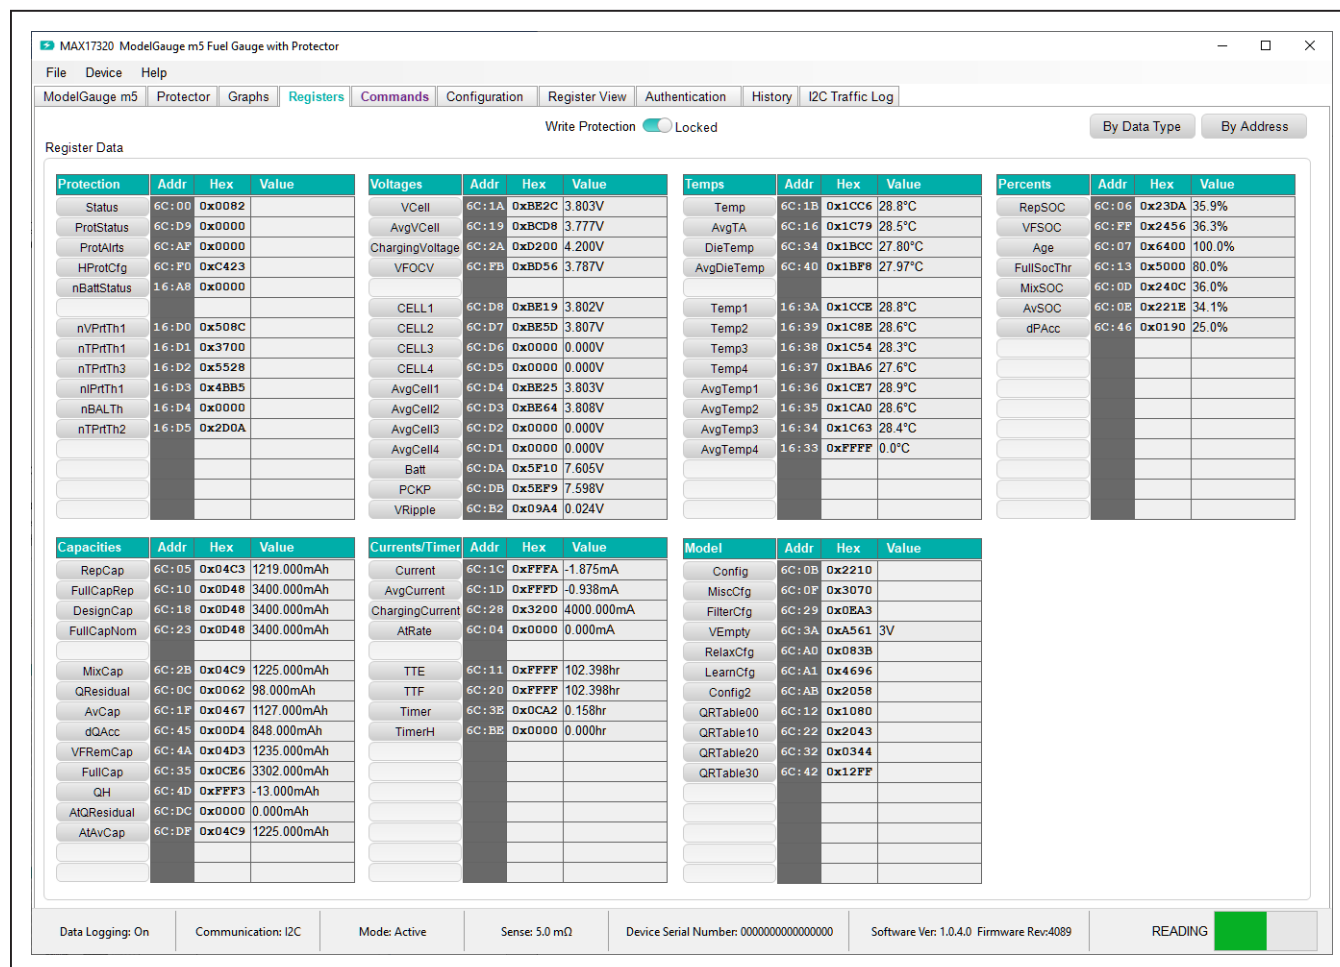 MAX17320 ModelGauge m5 Fuel Gauge with Protector
File Device Help
ModelGauge m5 Protector Graphs Registers Commands Configuration Register View Authentication History I2C Traffic Log
Write Protection Locked By Data Type By Address
Register Data
Protection Addr Hex Value
Status 6C:00 0x0082
ProtStatus 6C:D9 0x0000
ProtAlrts 6C:AF 0x0000
HProtCfg 6C:F0 0xC423
nBattStatus 16:A8 0x0000
nVPrtTh1 16:D0 0x508C
nTPrtTh1 16:D1 0x3700
nTPrtTh3 16:D2 0x5528
nIPrtTh1 16:D3 0x4BB5
nBALTh 16:D4 0x0000
nTPrtTh2 16:D5 0x2D0A
Voltages Addr Hex Value
VCell 6C:1A 0xBE2C 3.803V
AvgVCell 6C:19 0xBCD8 3.777V
ChargingVoltage 6C:2A 0xD200 4.200V
VFOCV 6C:FB 0xBD56 3.787V
CELL1 6C:D8 0xBE19 3.802V
CELL2 6C:D7 0xBE5D 3.807V
CELL3 6C:D6 0x0000 0.000V
CELL4 6C:D5 0x0000 0.000V
AvgCell1 6C:D4 0xBE25 3.803V
AvgCell2 6C:D3 0xBE64 3.808V
AvgCell3 6C:D2 0x0000 0.000V
AvgCell4 6C:D1 0x0000 0.000V
Batt 6C:DA 0x5F10 7.605V
PCKP 6C:DB 0x5EF9 7.598V
VRipple 6C:B2 0x09A4 0.024V
Temps Addr Hex Value
Temp 6C:1B 0x1CC6 28.8°C
AvgTA 6C:16 0x1C79 28.5°C
DieTemp 6C:34 0x1BCC 27.80°C
AvgDieTemp 6C:40 0x1BF8 27.97°C
Temp1 16:3A 0x1CCE 28.8°C
Temp2 16:39 0x1C8E 28.6°C
Temp3 16:38 0x1C54 28.3°C
Temp4 16:37 0x1BA6 27.6°C
AvgTemp1 16:36 0x1CE7 28.9°C
AvgTemp2 16:35 0x1CA0 28.6°C
AvgTemp3 16:34 0x1C63 28.4°C
AvgTemp4 16:33 0xFFFF 0.0°C
Percents Addr Hex Value
RepSOC 6C:06 0x23DA 35.9%
VFSOC 6C:FF 0x2456 36.3%
Age 6C:07 0x6400 100.0%
FullSocThr 6C:13 0x5000 80.0%
MixSOC 6C:0D 0x240C 36.0%
AvSOC 6C:0E 0x221E 34.1%
dPAcc 6C:46 0x0190 25.0%
Capacities Addr Hex Value
RepCap 6C:05 0x04C3 1219.000mAh
FullCapRep 6C:10 0x0D48 3400.000mAh
DesignCap 6C:18 0x0D48 3400.000mAh
FullCapNom 6C:23 0x0D48 3400.000mAh
MixCap 6C:2B 0x04C9 1225.000mAh
QResidual 6C:0C 0x0062 98.000mAh
AvCap 6C:1F 0x0467 1127.000mAh
dQAcc 6C:45 0x00D4 848.000mAh
VFRemCap 6C:4A 0x04D3 1235.000mAh
FullCap 6C:35 0x0CE6 3302.000mAh
QH 6C:4D 0xFFF3 -13.000mAh
AtQResidual 6C:DC 0x0000 0.000mAh
AtAvCap 6C:DF 0x04C9 1225.000mAh
Currents/Timer Addr Hex Value
Current 6C:1C 0xFFFA -1.875mA
AvgCurrent 6C:1D 0xFFFD -0.938mA
ChargingCurrent 6C:28 0x3200 4000.000mA
AtRate 6C:04 0x0000 0.000mA
TTE 6C:11 0xFFFF 102.398hr
TTF 6C:20 0xFFFF 102.398hr
Timer 6C:3E 0x0CA2 0.158hr
TimerH 6C:BE 0x0000 0.000hr
Model Addr Hex Value
Config 6C:0B 0x2210
MiscCfg 6C:0F 0x3070
FilterCfg 6C:29 0x0EA3
VEmpty 6C:3A 0xA561 3V
RelaxCfg 6C:A0 0x083B
LearnCfg 6C:A1 0x4696
Config2 6C:AB 0x2058
QRTable00 6C:12 0x1080
QRTable10 6C:22 0x2043
QRTable20 6C:32 0x0344
QRTable30 6C:42 0x12FF
Data Logging: On Communication: I2C Mode: Active Sense: 5.0 mΩ Device Serial Number: 0000000000000000 Software Ver: 1.0.4.0 Firmware Rev:4089 READING